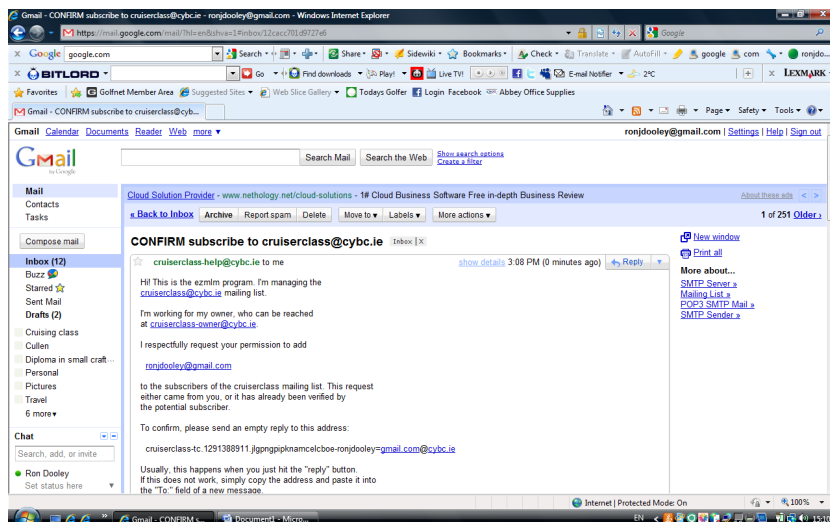 Gmail - CONFIRM subscribe to cruiserclass@cybc.ie - ronjdooley@gmail.com - Windows Internet Explorer
https://mail.google.com/mail/?hl=en&shva=1#inbox/12cecc701d9727e6
Google
Google google.com Search Share Sidewiki Bookmarks Check Translate AutoFill google com ronjdo...
BITLORD Go Find downloads Play! Live TV! E-mail Notifier 2ºC LEXMARK
Favorites Golfnet Member Area Suggested Sites Web Slice Gallery Todays Golfer Login Facebook Abbey Office Supplies
Gmail - CONFIRM subscribe to cruiserclass@cyb... Page Safety Tools
Gmail Calendar Documents Reader Web more ronjdooley@gmail.com | Settings | Help | Sign out
Gmail
by Google
Search Mail Search the Web Show search options
Create a filter
Mail
Contacts
Tasks
Compose mail
Inbox (12)
Buzz
Starred
Sent Mail
Drafts (2)
Cruising class
Cullen
Diploma in small craft...
Personal
Pictures
Travel
6 more
Chat
Search, add, or invite
Ron Dooley
Set status here
Cloud Solution Provider - www.nethology.net/cloud-solutions - 1# Cloud Business Software Free in-depth Business Review About these ads < >
« Back to Inbox Archive Report spam Delete Move to Labels More actions 1 of 251 Older ›
CONFIRM subscribe to cruiserclass@cybc.ie Inbox | X
cruiserclass-help@cybc.ie to me show details 3:08 PM (0 minutes ago) Reply
Hi! This is the ezmlm program. I'm managing the
cruiserclass@cybc.ie mailing list.
I'm working for my owner, who can be reached
at cruiserclass-owner@cybc.ie.
I respectfully request your permission to add
ronjdooley@gmail.com
to the subscribers of the cruiserclass mailing list. This request
either came from you, or it has already been verified by
the potential subscriber.
To confirm, please send an empty reply to this address:
cruiserclass-tc.1291388911.jlgpngpipknamcelcboe-ronjdooley=gmail.com@cybc.ie
Usually, this happens when you just hit the "reply" button.
If this does not work, simply copy the address and paste it into
the "To:" field of a new message.
New window
Print all
More about...
SMTP Server »
Mailing List »
POP3 SMTP Mail »
SMTP Sender »
Internet | Protected Mode: On 100%
Gmail - CONFIRM s... Document1 - Micro... EN 15:10